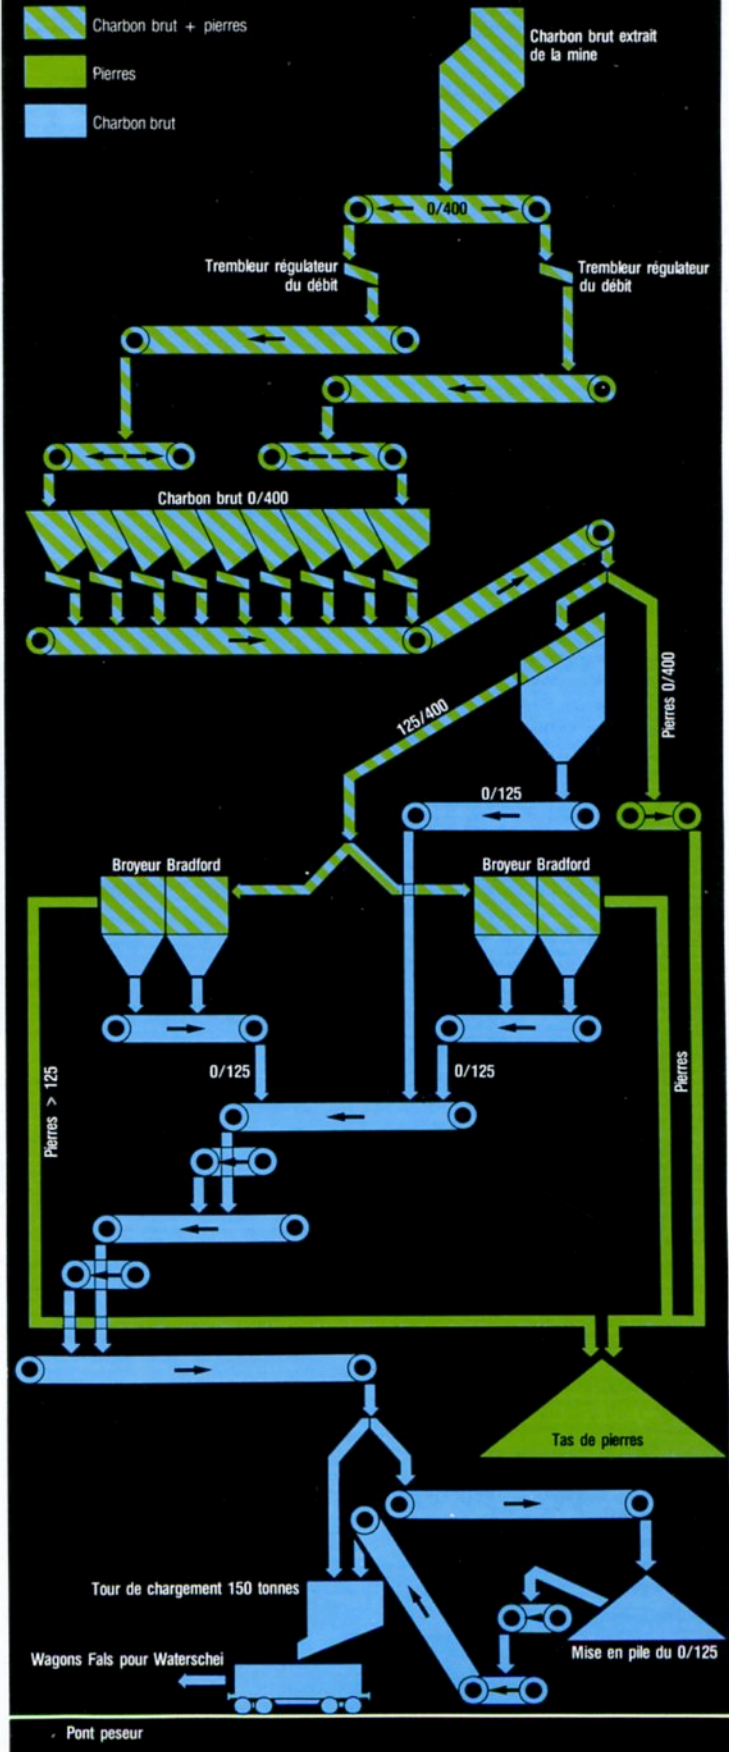 Charbon brut + pierres
Pierres
Charbon brut
Charbon brut extrait
de la mine
0/400
Trembleur régulateur
du débit
Trembleur régulateur
du débit
Charbon brut 0/400
125/400
Pierres 0/400
0/125
Broyeur Bradford
Broyeur Bradford
0/125
0/125
Pierres > 125
Pierres
Tas de pierres
Tour de chargement 150 tonnes
Mise en pile du 0/125
Wagons Fals pour Waterschei
Pont peseur